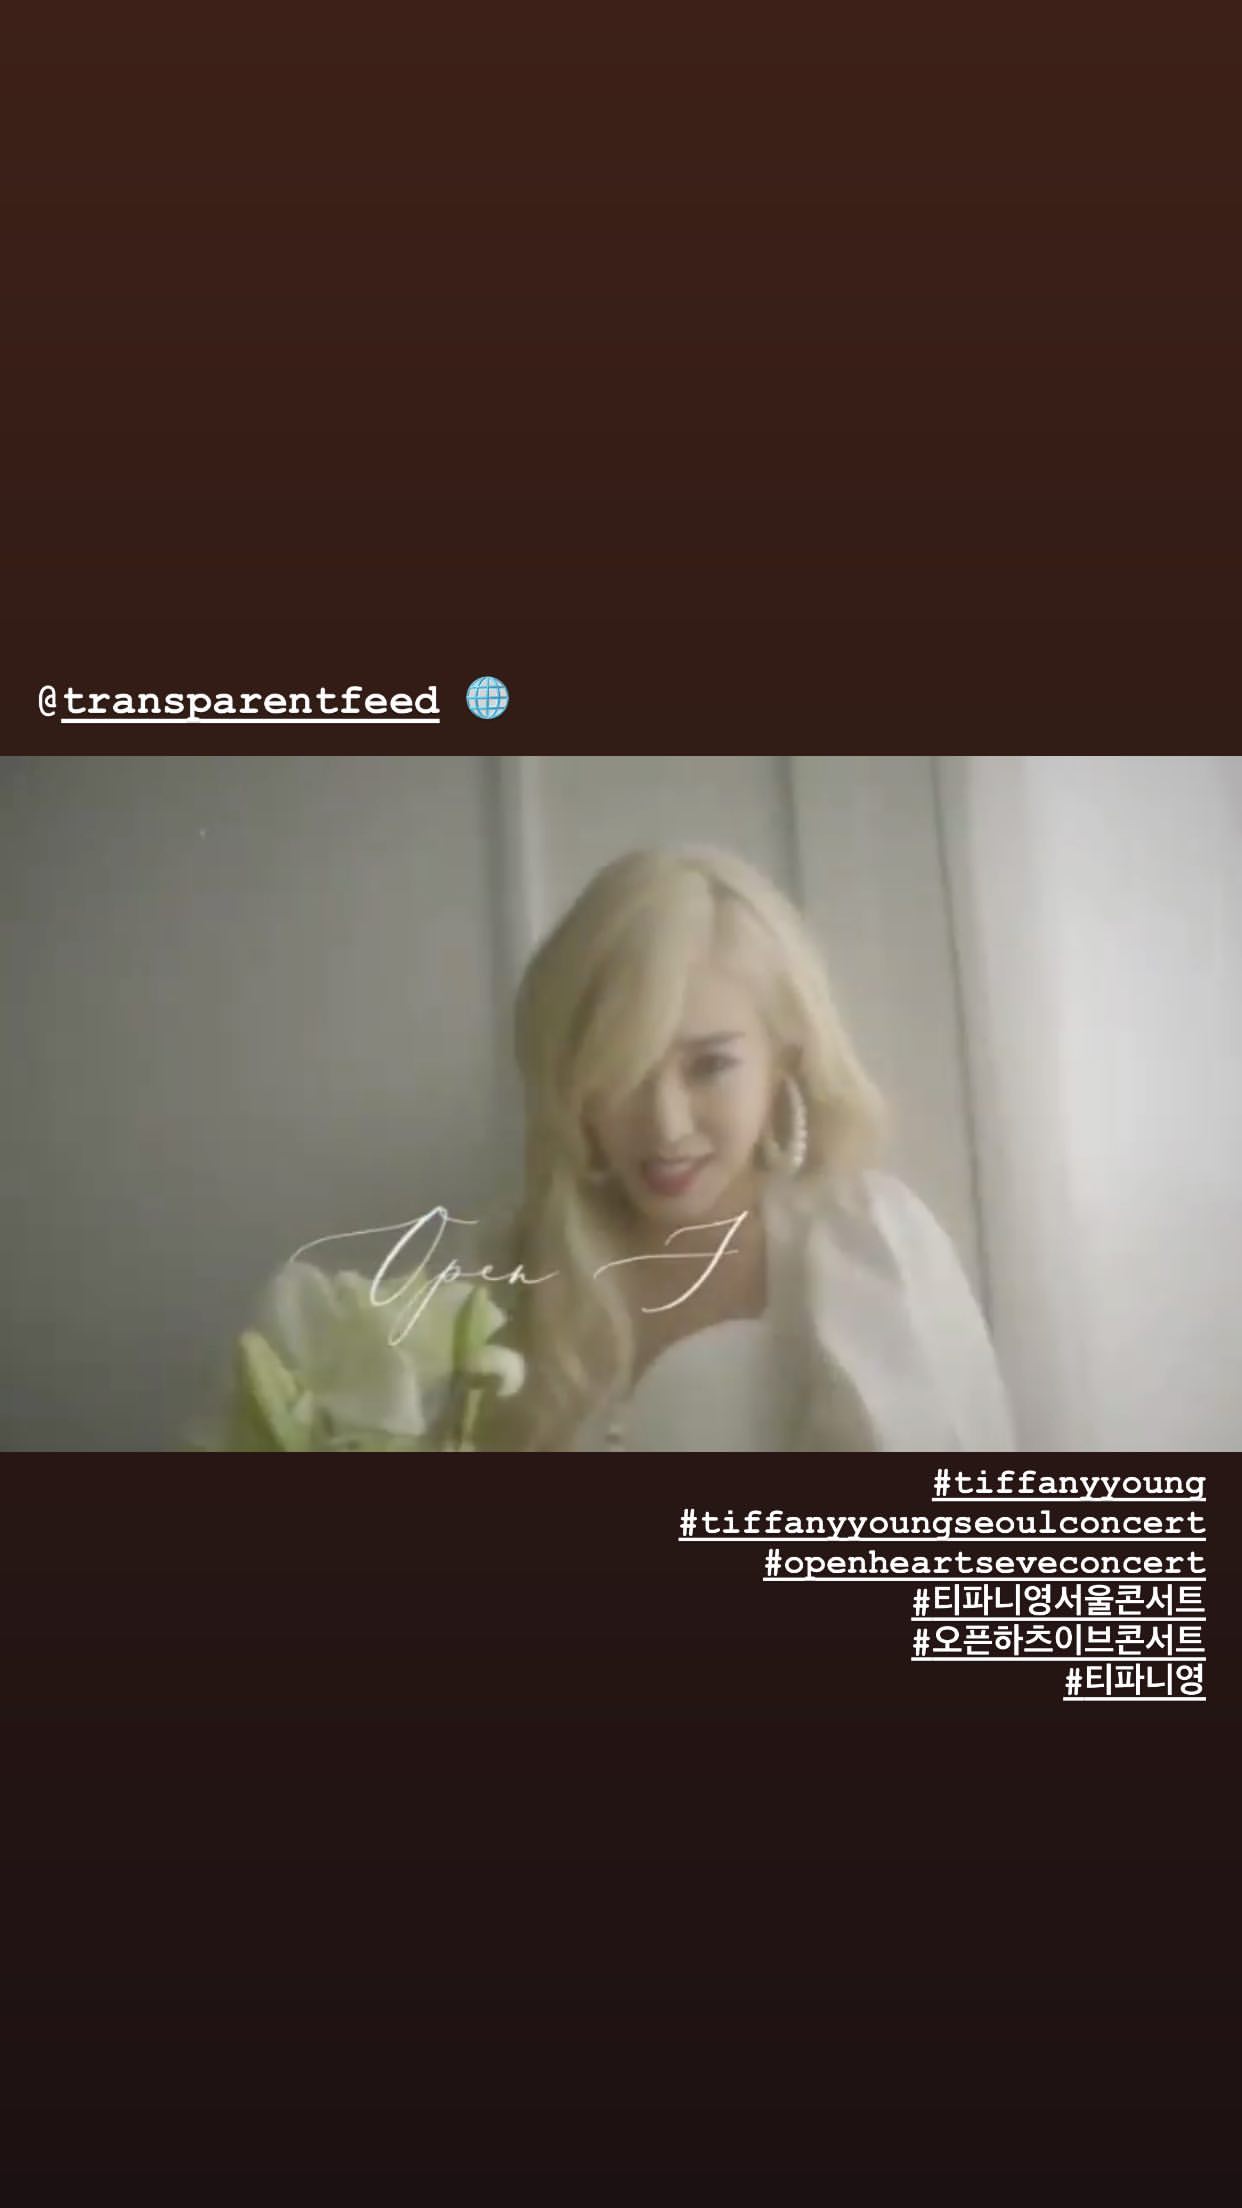 @transparentfeed 🌐
Open
#tiffanyyoung
#tiffanyyoungseoulconcert
#openheartseveconcert
#티파니영서울콘서트
#오픈하츠이브콘서트
#티파니영